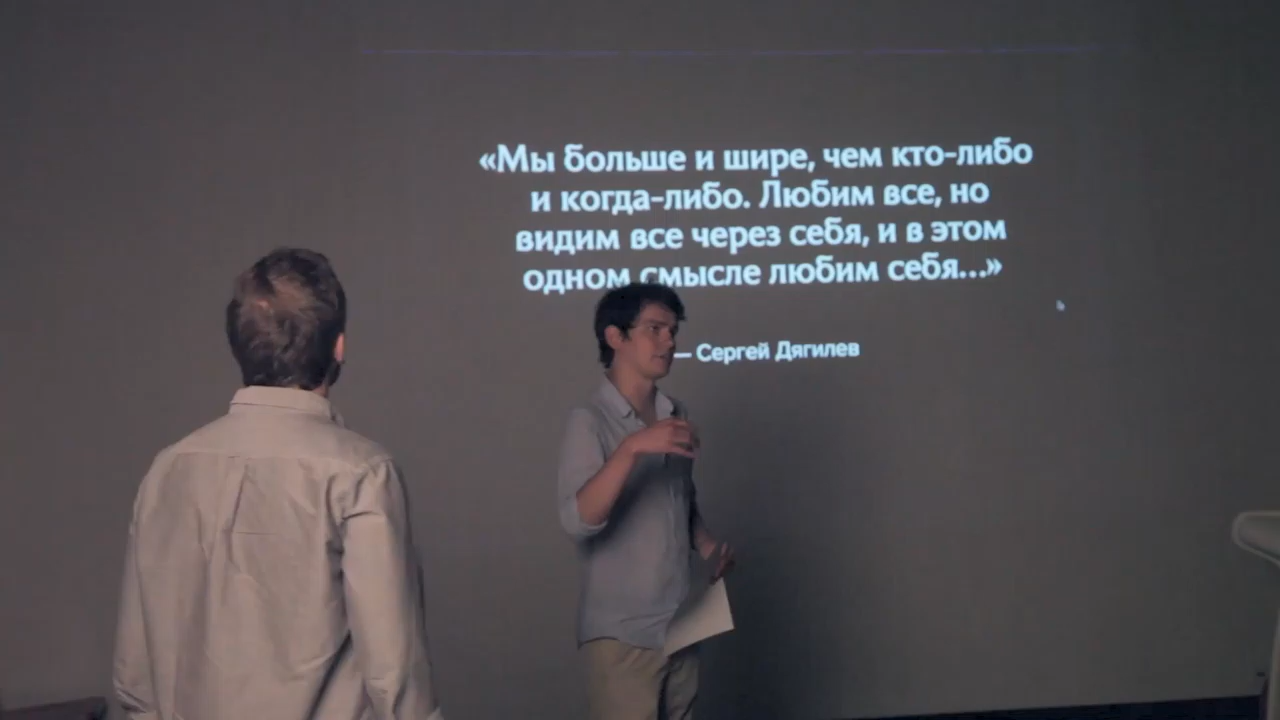 «Мы больше и шире, чем кто-либо
и когда-либо. Любим все, но
видим все через себя, и в этом
одном смысле любим себя...»
— Сергей Дягилев